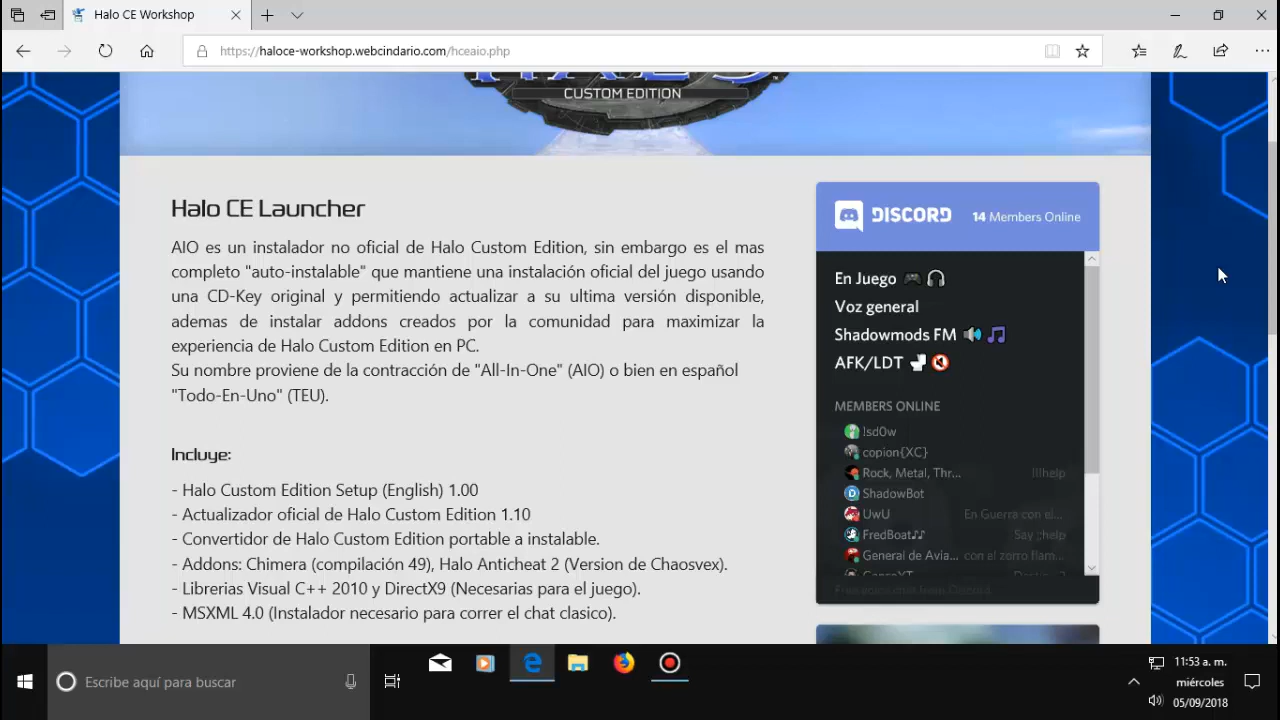 Halo CE Workshop
https://haloce-workshop.webcindario.com/hceaio.php
CUSTOM EDITION
Halo CE Launcher
AIO es un instalador no oficial de Halo Custom Edition, sin embargo es el mas
completo "auto-instalable" que mantiene una instalación oficial del juego usando
una CD-Key original y permitiendo actualizar a su ultima versión disponible,
ademas de instalar addons creados por la comunidad para maximizar la
experiencia de Halo Custom Edition en PC.
Su nombre proviene de la contracción de "All-In-One" (AIO) o bien en español
"Todo-En-Uno" (TEU).
Incluye:
- Halo Custom Edition Setup (English) 1.00
- Actualizador oficial de Halo Custom Edition 1.10
- Convertidor de Halo Custom Edition portable a instalable.
- Addons: Chimera (compilación 49), Halo Anticheat 2 (Version de Chaosvex).
- Librerias Visual C++ 2010 y DirectX9 (Necesarias para el juego).
- MSXML 4.0 (Instalador necesario para correr el chat clasico).
DISCORD 14 Members Online
En Juego
Voz general
Shadowmods FM
AFK/LDT
MEMBERS ONLINE
!sd0w
copion{XC}
Rock, Metal, Thr... !!!help
ShadowBot
UwU En Guerra con el...
FredBoat♪♪ Say ;;help
General de Avia... con el zorro flam...
Escribe aquí para buscar
11:53 a. m.
miércoles
05/09/2018